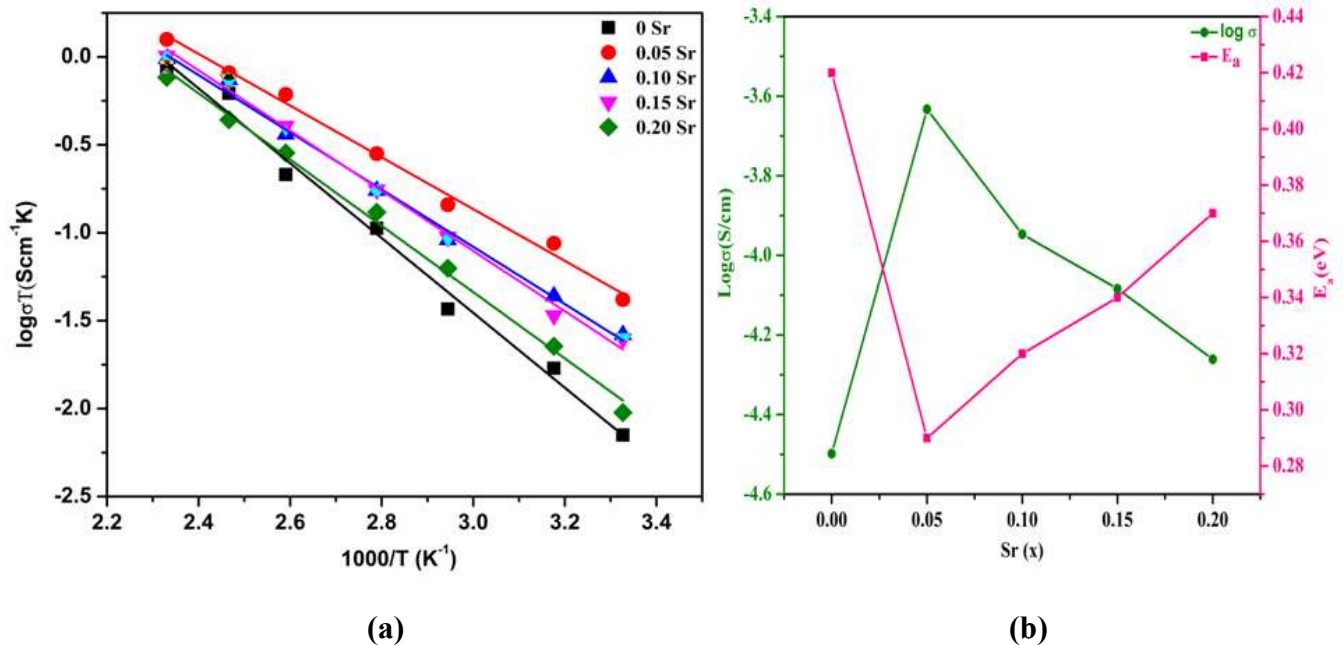 0.0
-0.5
-1.0
-1.5
-2.0
-2.5
logσT(Scm⁻¹K)
2.2 2.4 2.6 2.8 3.0 3.2 3.4
1000/T (K⁻¹)
0 Sr
0.05 Sr
0.10 Sr
0.15 Sr
0.20 Sr
(a)
-3.4
-3.6
-3.8
-4.0
-4.2
-4.4
-4.6
Logσ(S/cm)
0.00 0.05 0.10 0.15 0.20
Sr (x)
log σ
Eₐ
0.44
0.42
0.40
0.38
0.36
0.34
0.32
0.30
0.28
Eₐ(eV)
(b)